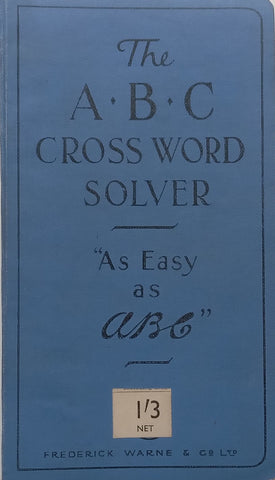 The
A·B·C
CROSS WORD
SOLVER
"As Easy
as
ABC"
1/3
NET
FREDERICK WARNE & Co LTD